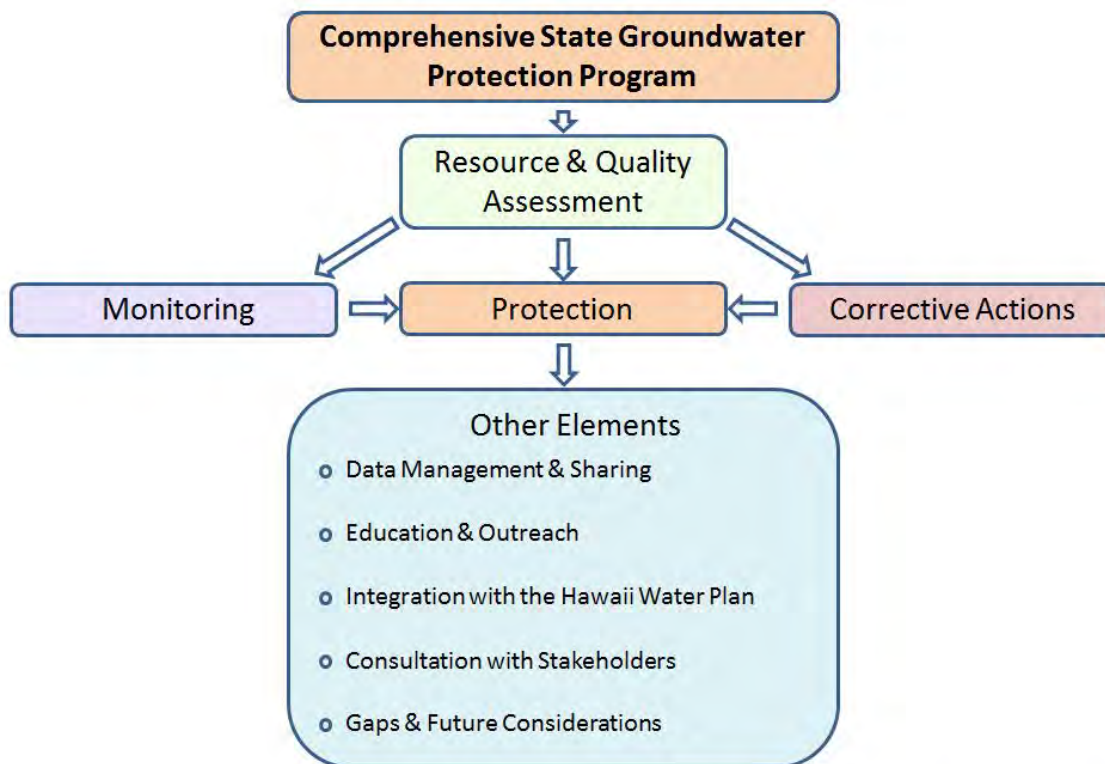 Comprehensive State Groundwater
Protection Program
Resource & Quality
Assessment
Monitoring
Protection
Corrective Actions
Other Elements
Data Management & Sharing
Education & Outreach
Integration with the Hawaii Water Plan
Consultation with Stakeholders
Gaps & Future Considerations